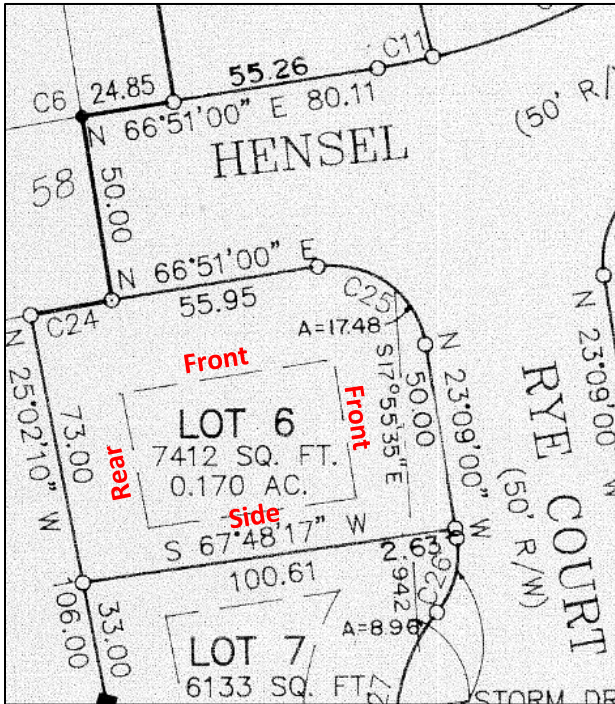 C11
55.26
24.85
C6
N 66°51'00" E 80.11
(50' R/
HENSEL
58
50.00
N 66°51'00" E
55.95
C25
C24
A=17.48
N 25°02'10" W
73.00
Front
Front
Rear
Side
LOT 6
7412 SQ. FT.
0.170 AC.
S17°55'35"E
50.00
N 23°09'00" W
N 23°09'00"
RYE COURT
(50' R/W)
S 67°48'17" W
100.61
2.63
106.00
33.00
942
C26
A=8.96
LOT 7
6133 SQ. FT.
27
STORM DR